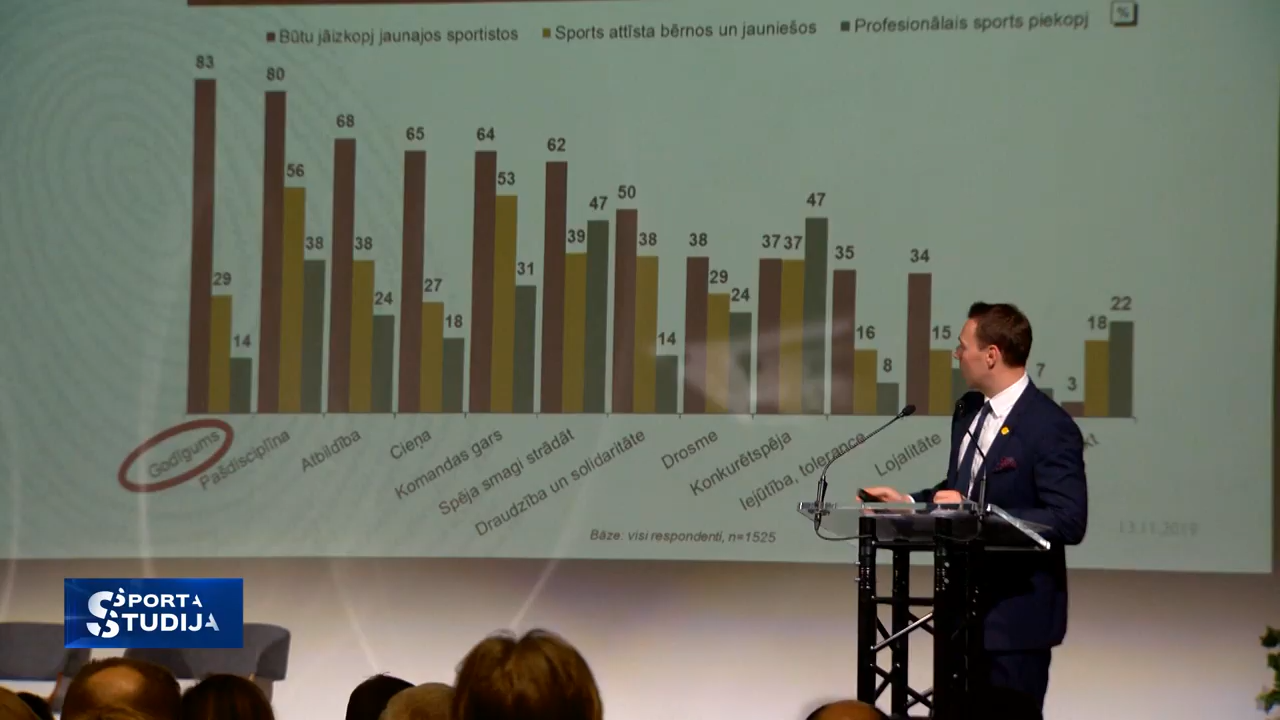 Būtu jāizkopj jaunajos sportistos Sports attīsta bērnos un jauniešos Profesionālais sports piekopj %
83 29 14
80 56 38
68 38 24
65 27 18
64 53 31
62 39 47
50 38 14
38 29 24
37 37 47
35 16 8
34 15
7
3 18 22
Godīgums
Pašdisciplīna
Atbildība
Cieņa
Komandas gars
Spēja smagi strādāt
Draudzība un solidaritāte
Drosme
Konkurētspēja
Iejūtība, tolerance
Lojalitāte
Bāze: visi respondenti, n=1525
13.11.2019
SPORTA
STUDIJA